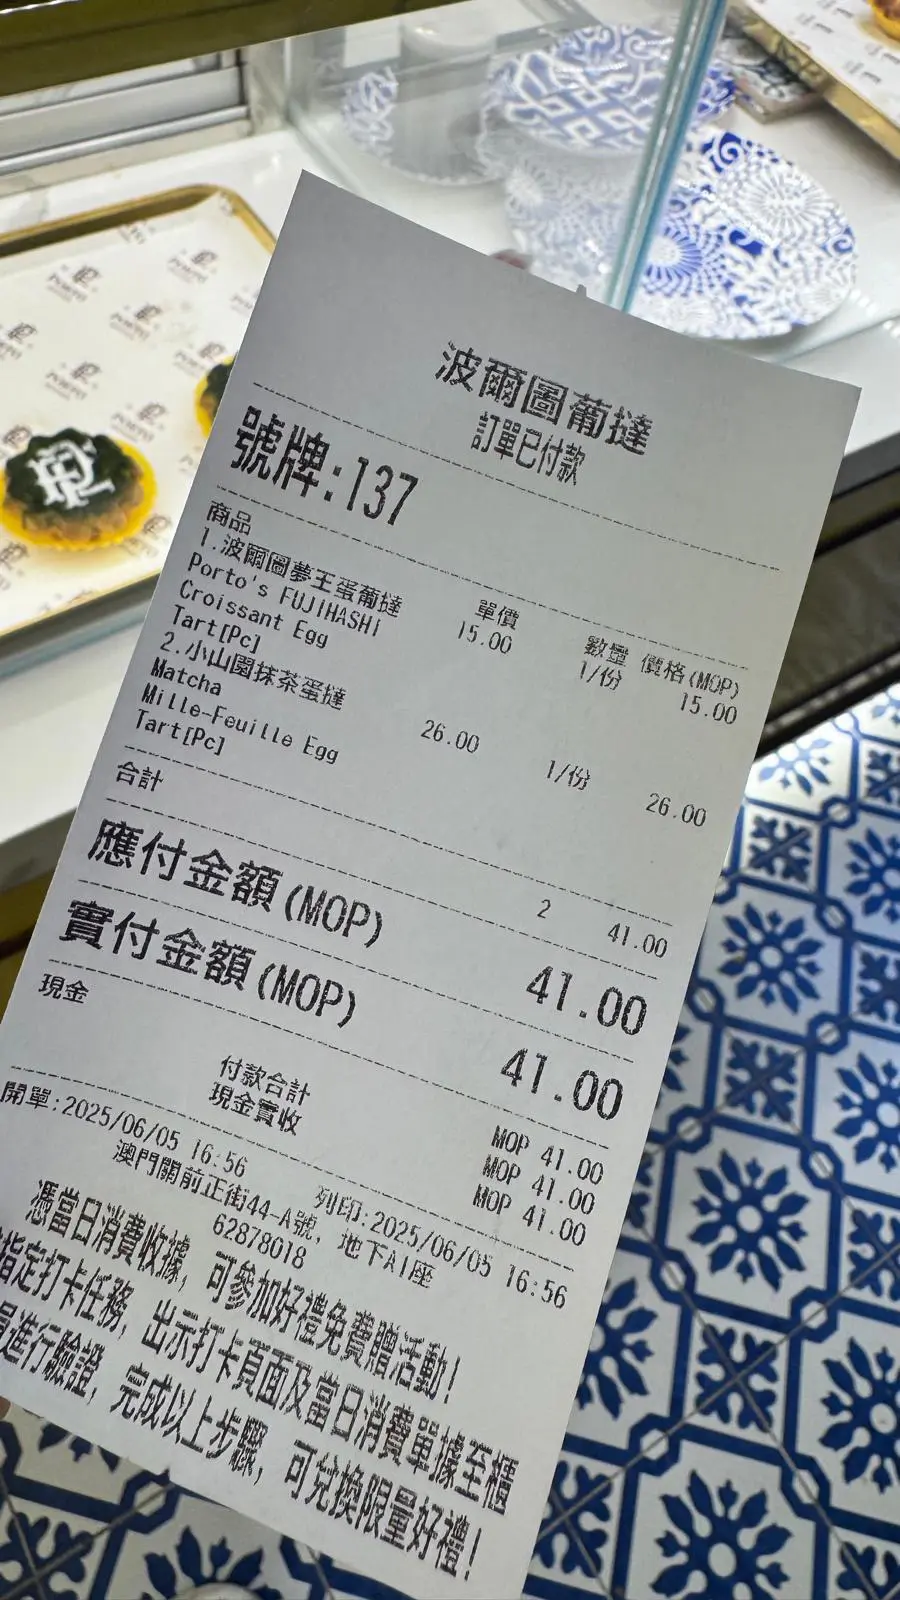 波爾圖葡撻
訂單已付款
號牌:137
商品 單價 數量 價格(MOP)
1.波爾圖夢王蛋葡撻 15.00 1/份 15.00
Porto's FUJIHASHI
Croissant Egg
Tart[Pc]
2.小山園抹茶蛋撻 26.00 1/份 26.00
Matcha
Mille-Feuille Egg
Tart[Pc]
合計 2 41.00
應付金額(MOP) 41.00
實付金額(MOP) 41.00
現金 MOP 41.00
付款合計 MOP 41.00
現金實收 MOP 41.00
開單:2025/06/05 16:56 列印:2025/06/05 16:56
澳門關前正街44-A號, 地下A1座
62878018
憑當日消費收據, 可參加好禮免費贈活動!
指定打卡任務, 出示打卡頁面及當日消費單據至櫃
進行驗證, 完成以上步驟, 可兌換限量好禮!
PORTO